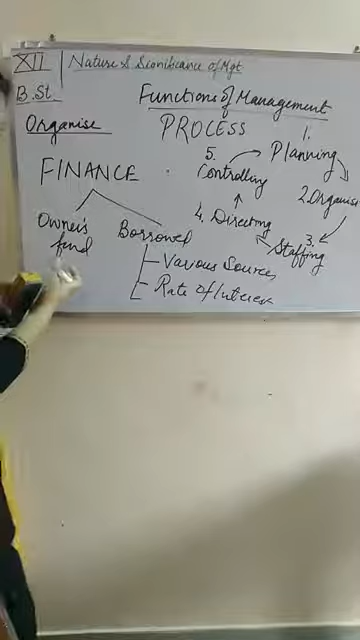 XII
Nature & Significance of Mgt
B.St.
Functions of Management
Organise
PROCESS
1.
Planning
2. Organise
3.
Staffing
4. Directing
5.
Controlling
FINANCE
Owner's
fund
Borrowed
Various Sources
Rate of Interest